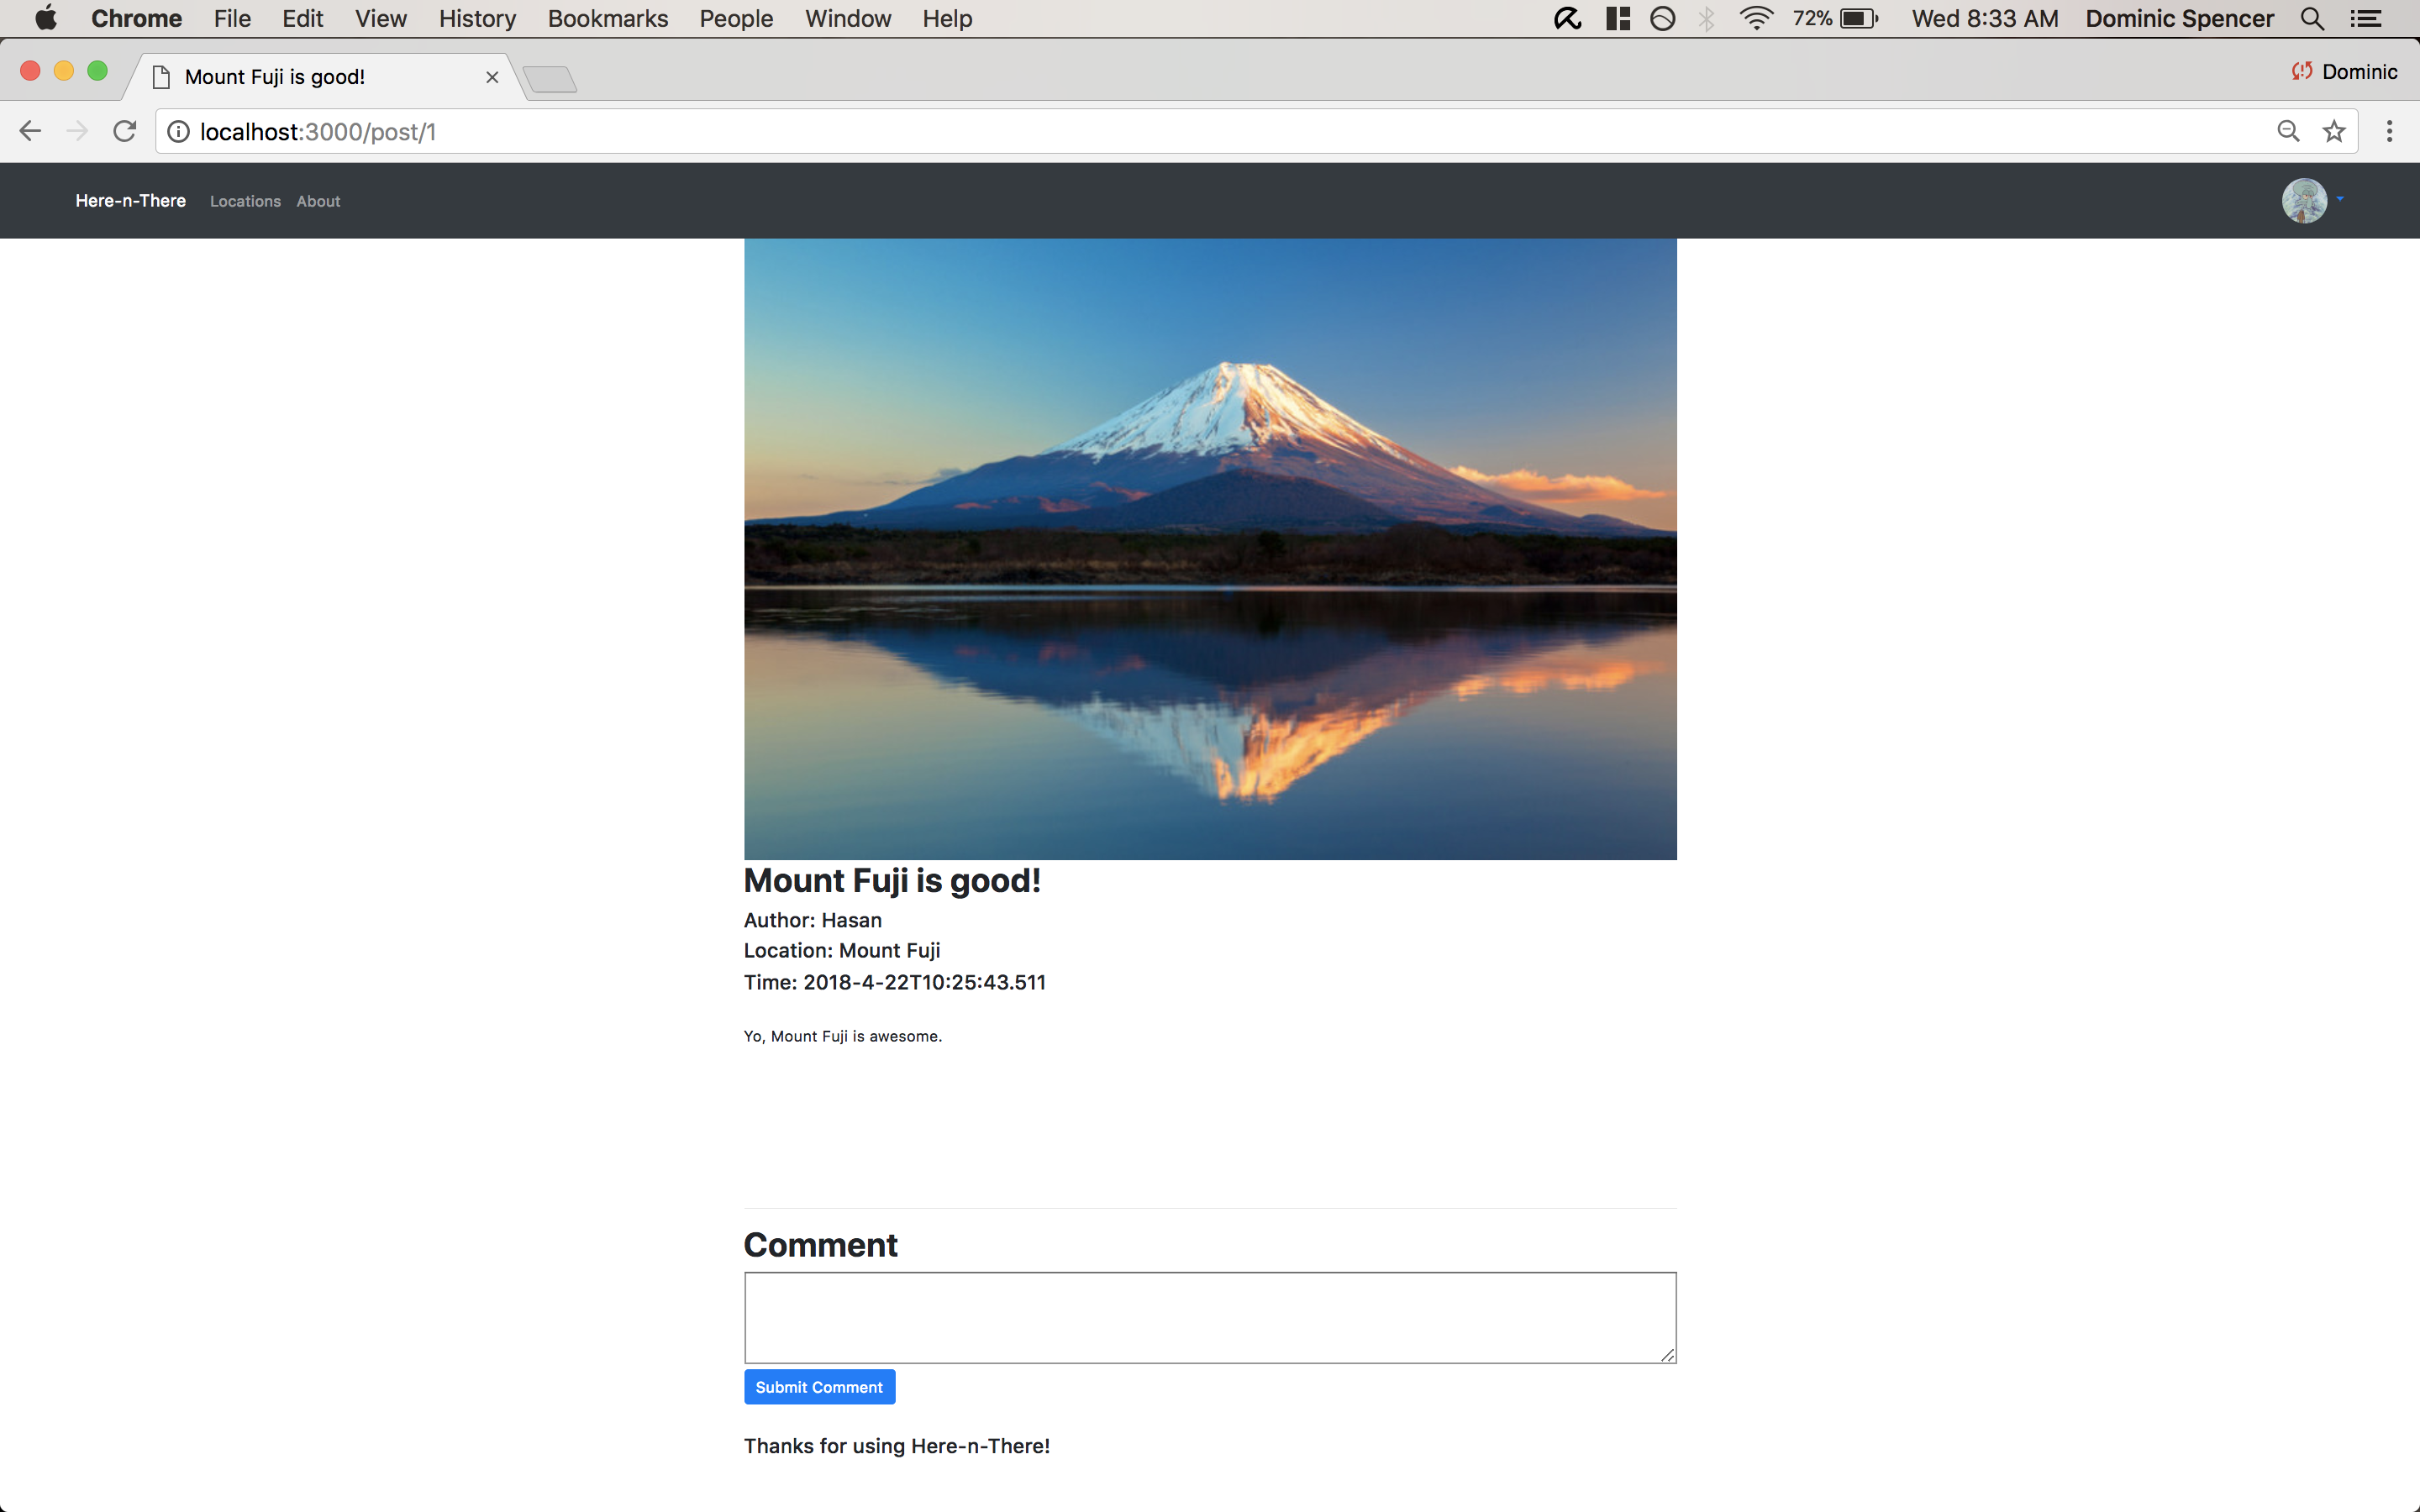 Chrome File Edit View History Bookmarks People Window Help 72% Wed 8:33 AM Dominic Spencer
Mount Fuji is good! Dominic
localhost:3000/post/1
Here-n-There Locations About
Mount Fuji is good!
Author: Hasan
Location: Mount Fuji
Time: 2018-4-22T10:25:43.511
Yo, Mount Fuji is awesome.
Comment
Submit Comment
Thanks for using Here-n-There!